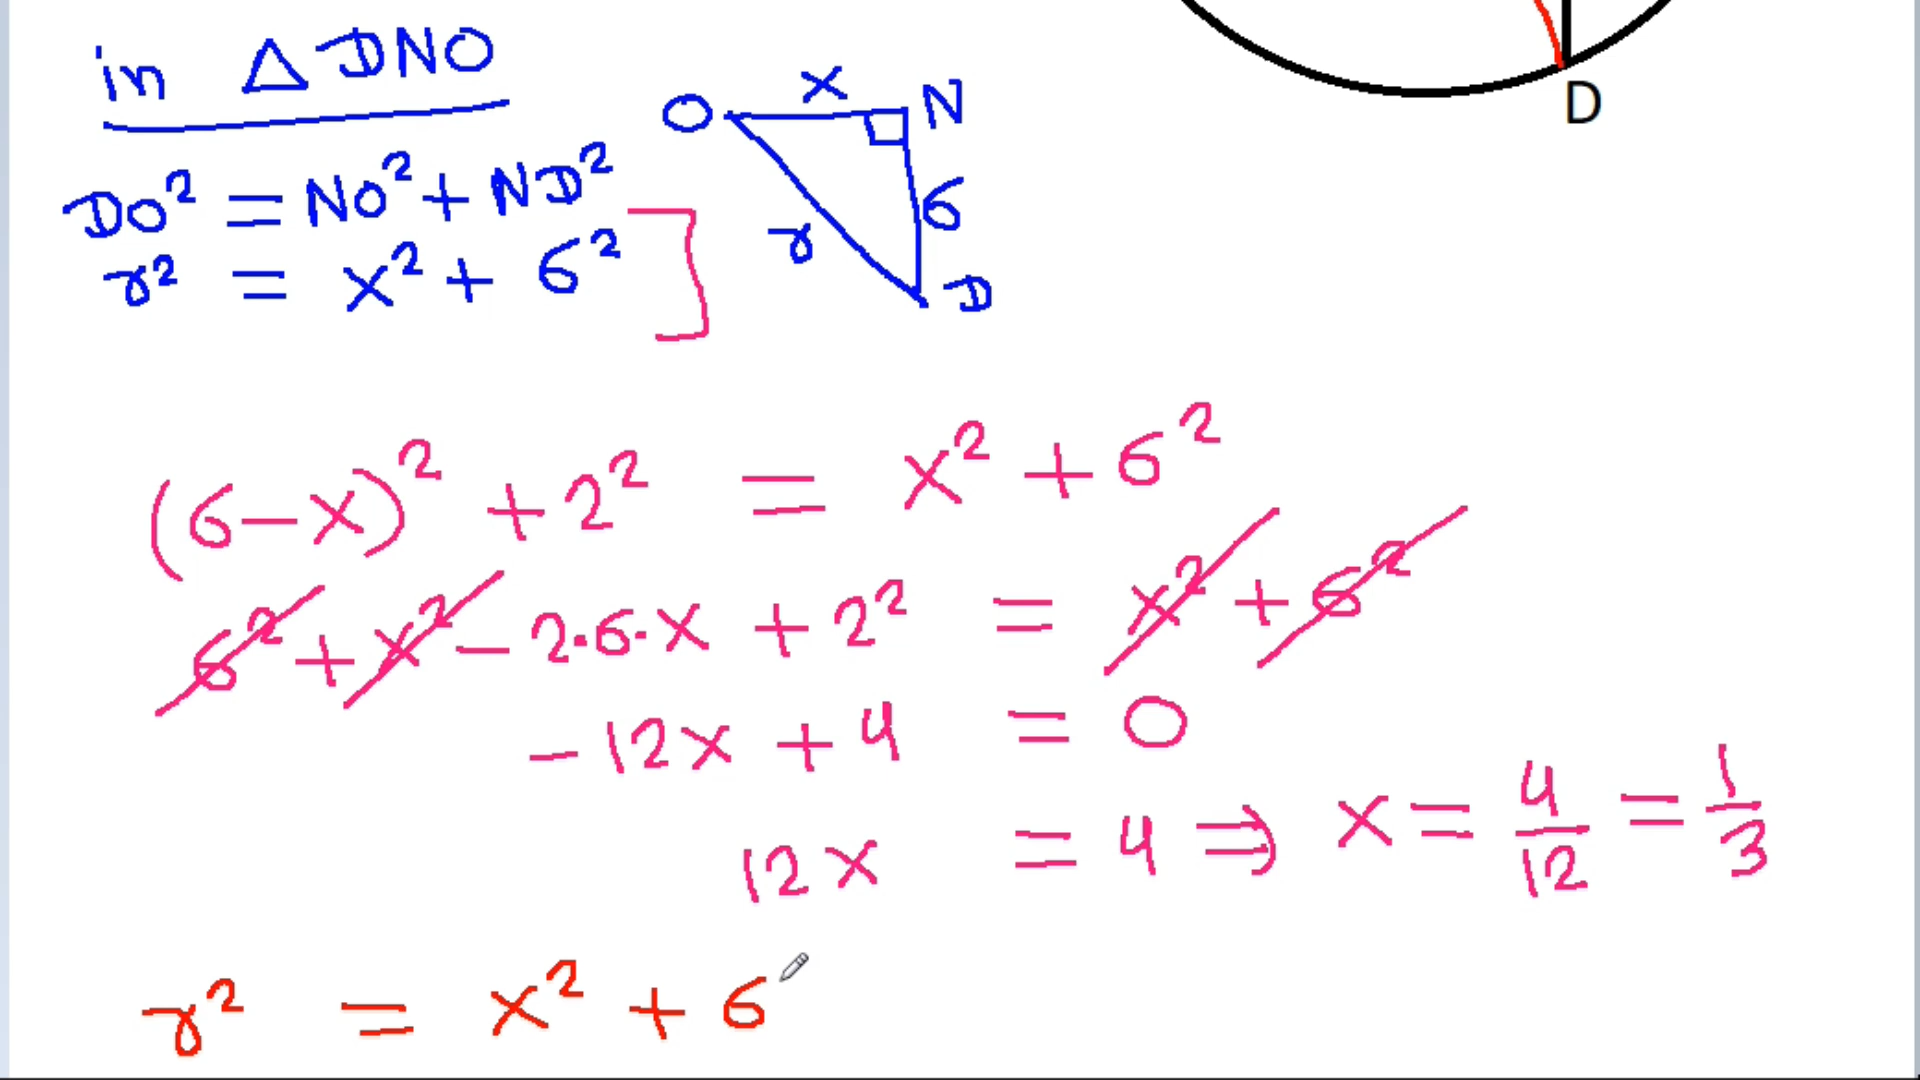 in △ DNO
DO² = NO² + ND²
r² = x² + 6²
O x N
6
r
D
D
(6-x)² + 2² = x² + 6²
6² + x² - 2·6·x + 2² = x² + 6²
-12x + 4 = 0
12x = 4 ⇒ x = 4/12 = 1/3
r² = x² + 6